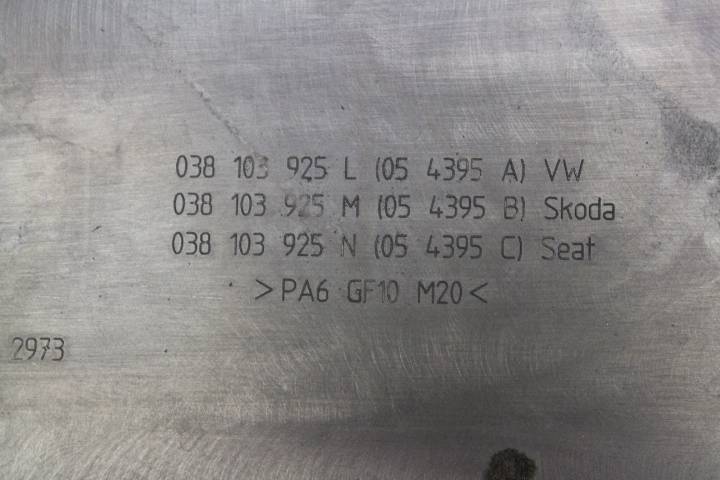 038 103 925 L (05 4395 A) VW
038 103 925 M (05 4395 B) Skoda
038 103 925 N (05 4395 C) Seat
>PA6 GF10 M20<
2973